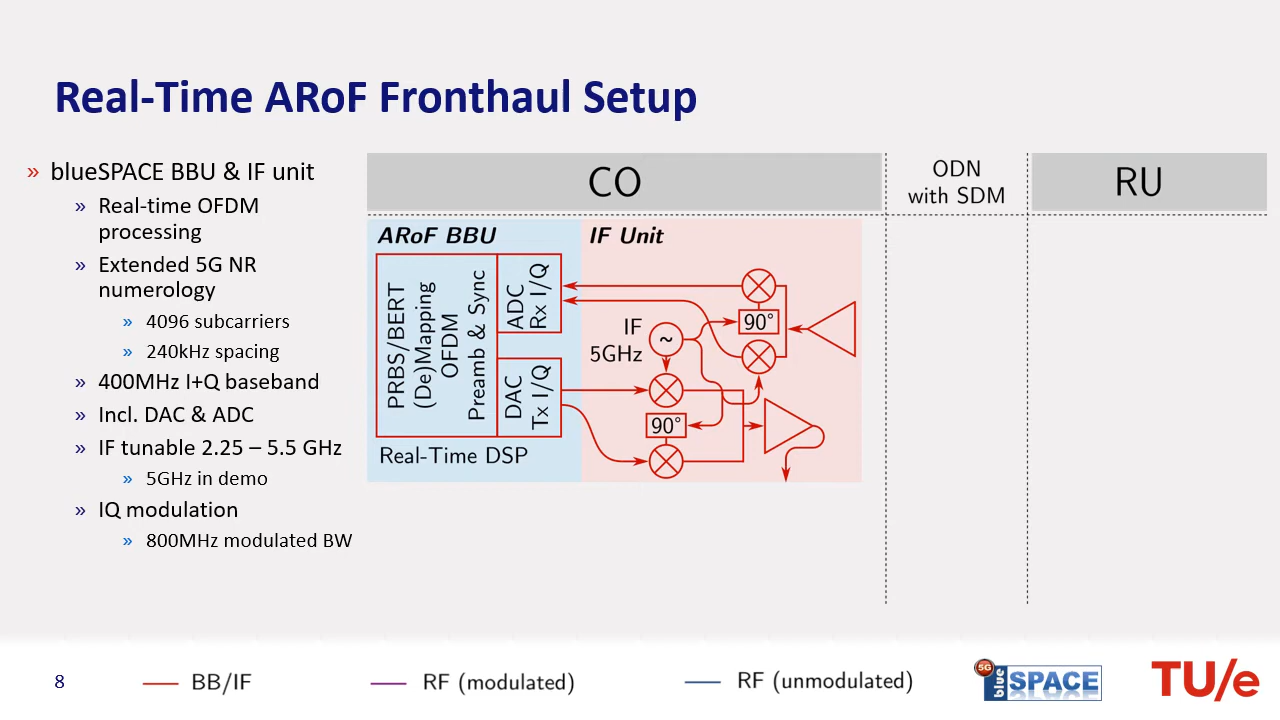 Real-Time ARoF Fronthaul Setup
» blueSPACE BBU & IF unit
» Real-time OFDM
processing
» Extended 5G NR
numerology
» 4096 subcarriers
» 240kHz spacing
» 400MHz I+Q baseband
» Incl. DAC & ADC
» IF tunable 2.25 – 5.5 GHz
» 5GHz in demo
» IQ modulation
» 800MHz modulated BW
CO
ODN
with SDM
RU
ARoF BBU
IF Unit
PRBS/BERT
(De)Mapping
OFDM
Preamb & Sync
ADC
Rx I/Q
DAC
Tx I/Q
Real-Time DSP
IF
5GHz
~
90°
90°
8
BB/IF
RF (modulated)
RF (unmodulated)
5G
blue
SPACE
TU/e